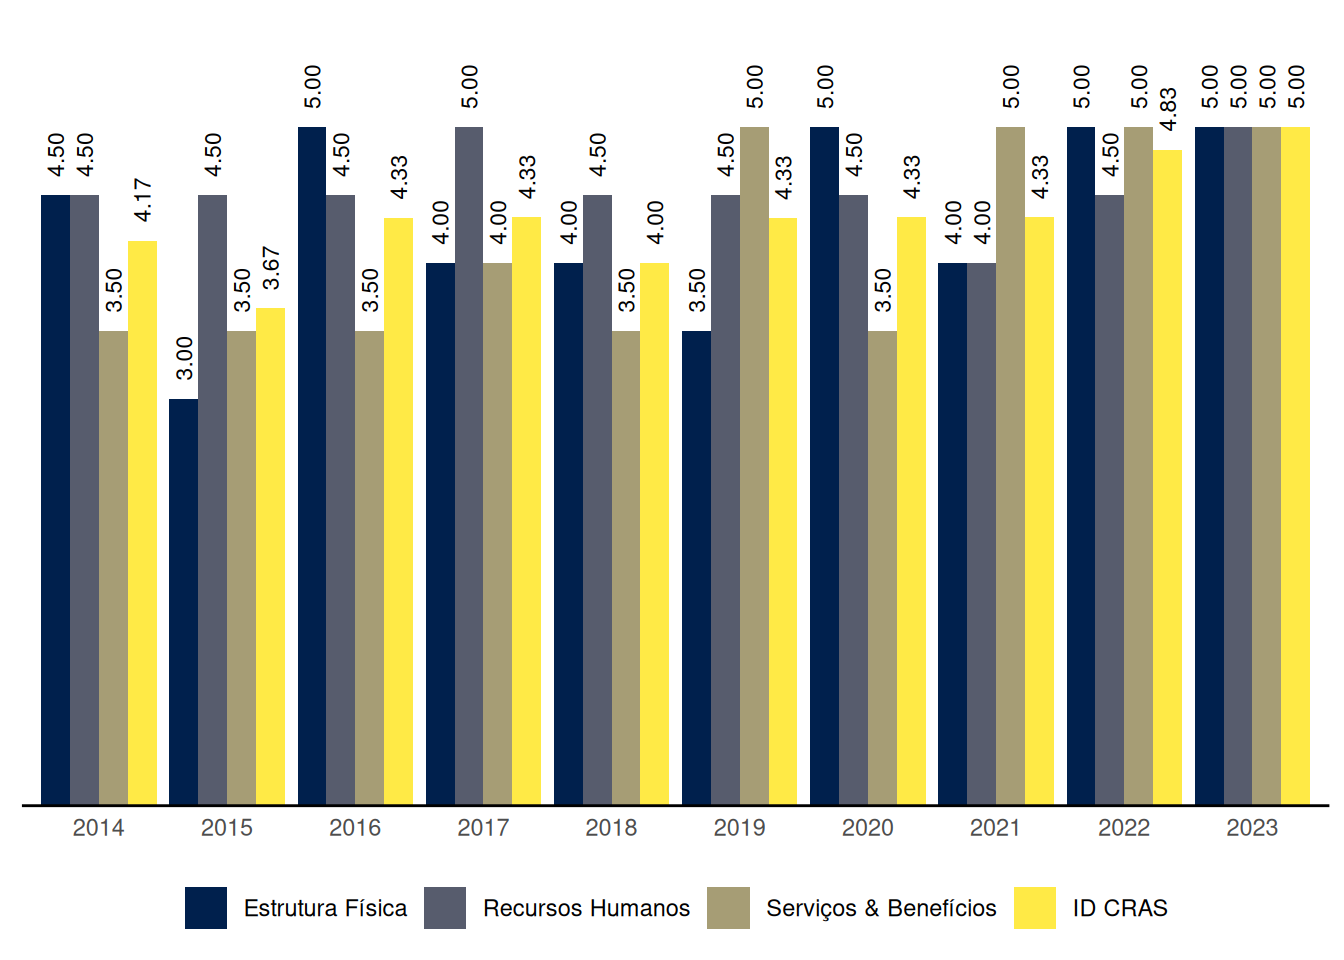 4.50 4.50 3.50 4.17
3.00 4.50 3.50 3.67
5.00 4.50 3.50 4.33
4.00 5.00 4.00 4.33
4.00 4.50 3.50 4.00
3.50 4.50 5.00 4.33
5.00 4.50 3.50 4.33
4.00 4.00 5.00 4.33
5.00 4.50 5.00 4.83
5.00 5.00 5.00 5.00
2014 2015 2016 2017 2018 2019 2020 2021 2022 2023
Estrutura Física Recursos Humanos Serviços & Benefícios ID CRAS